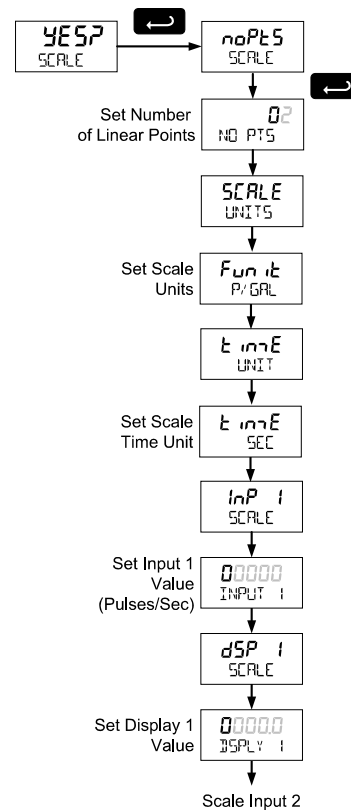 YES?
SCALE
noPtS
SCALE
Set Number
of Linear Points
02
NO PTS
SCALE
UNITS
Set Scale
Units
Funit
P/GAL
timE
UNIT
Set Scale
Time Unit
timE
SEC
InP 1
SCALE
Set Input 1
Value
(Pulses/Sec)
00000
INPUT 1
dSP 1
SCALE
Set Display 1
Value
0000.0
DSPLY 1
Scale Input 2